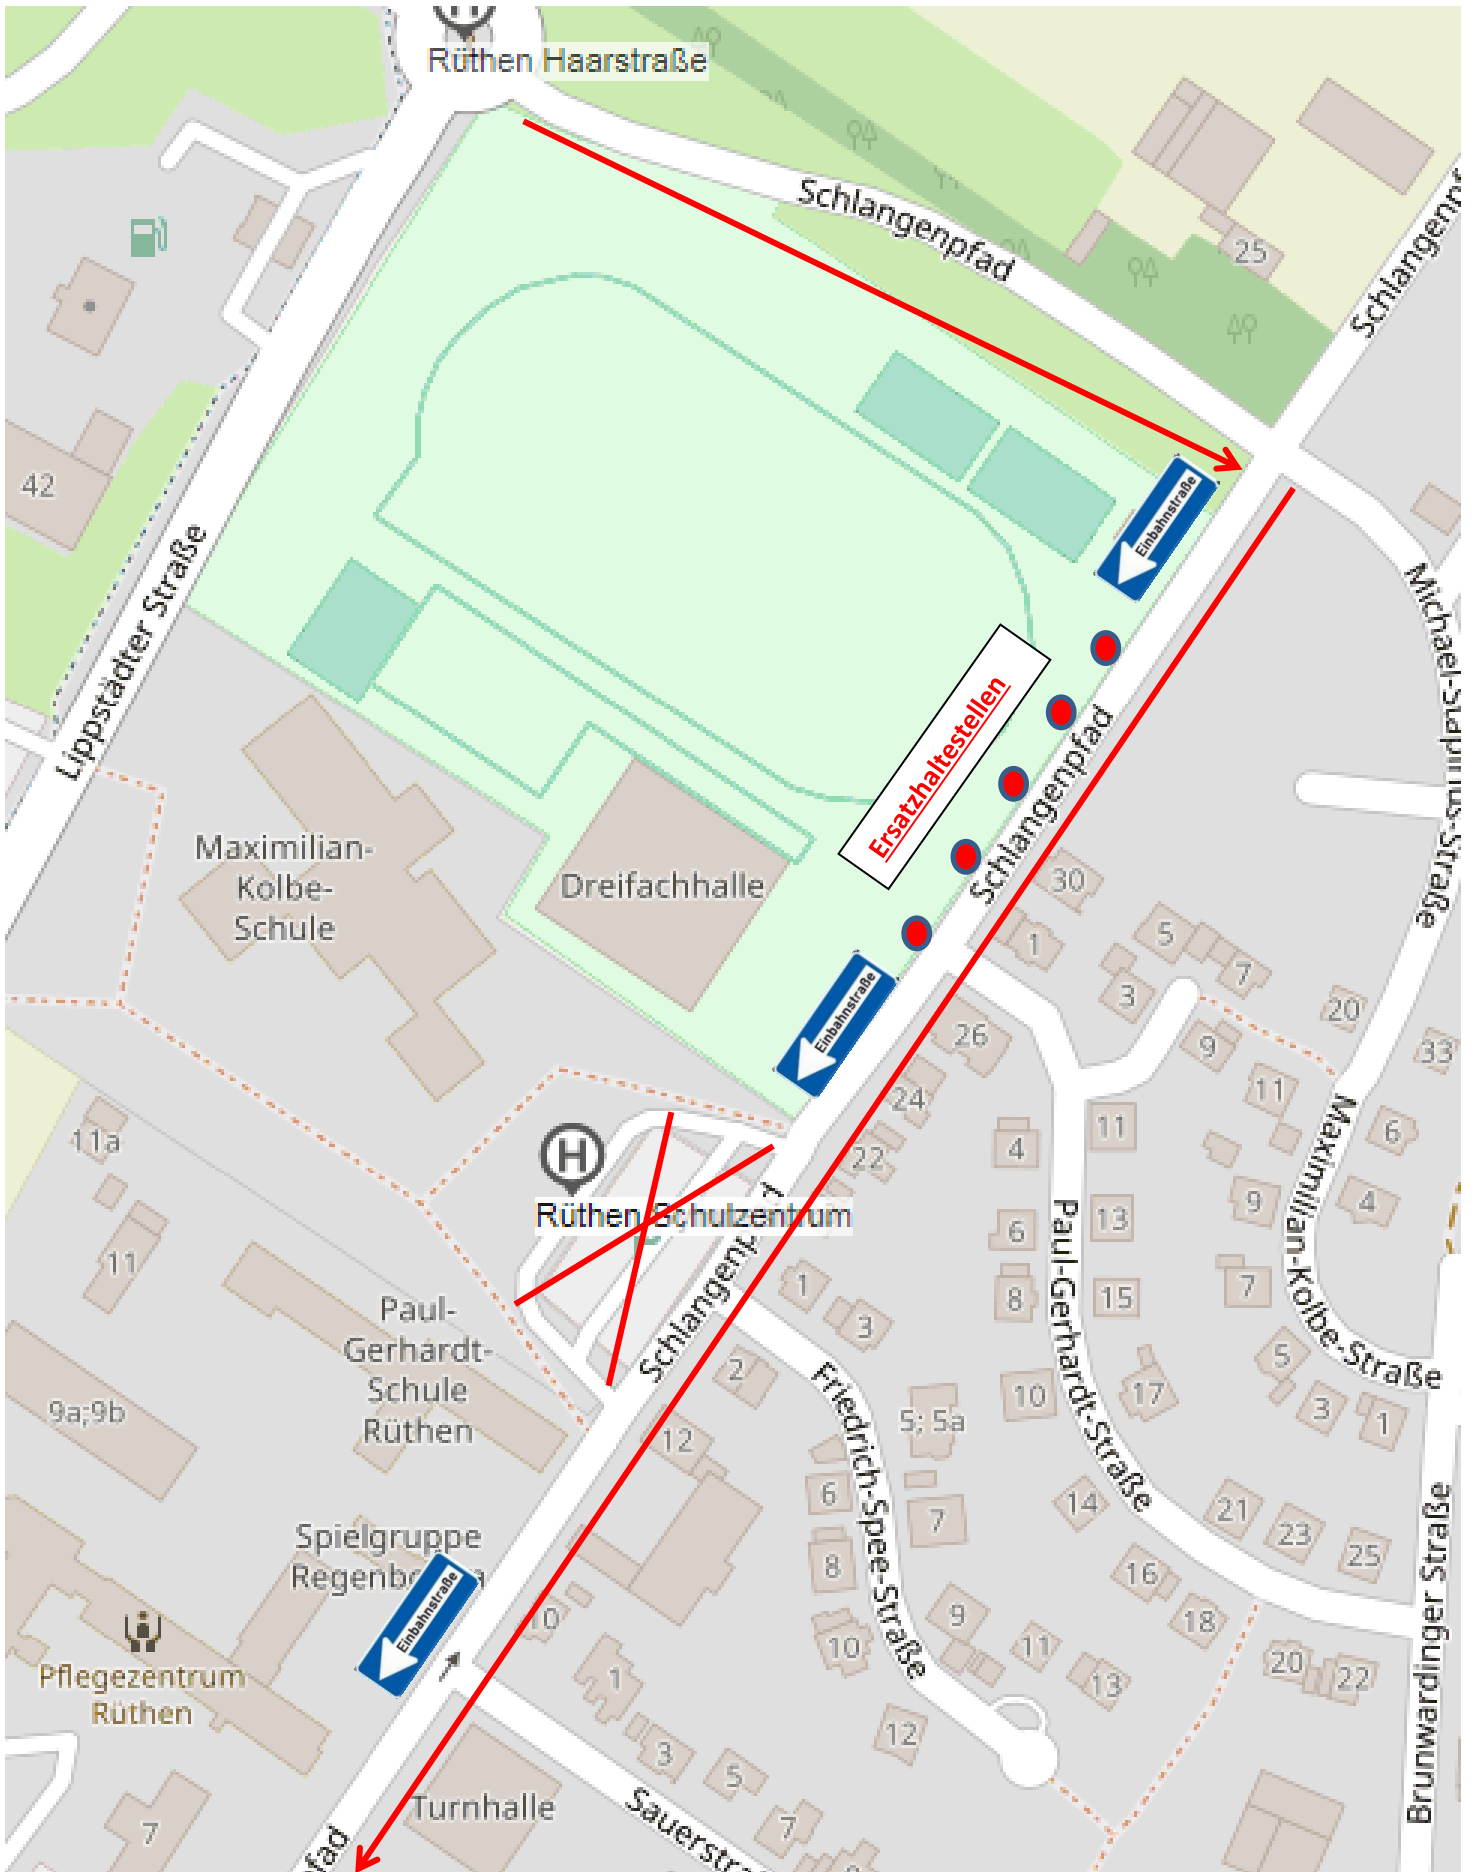 Rüthen Haarstraße
Schlangenpfad
25
42
Einbahnstraße
Lippstädter Straße
Ersatzhaltestellen
Schlangenpfad
Michael-Stapirius-Straße
Maximilian-
Kolbe-
Schule
Dreifachhalle
30
1
5
7
3
20
33
9
11
Einbahnstraße
26
24
22
4
11
6
Maximilian-Kolbe-Straße
9
4
11a
H
Rüthen Schulzentrum
6
13
Paul-Gerhardt-Straße
11
8
15
7
1
3
Schlangenpfad
Paul-
Gerhardt-
Schule
Rüthen
2
5
3
1
10
17
9a;9b
12
5; 5a
Friedrich-Spee-Straße
6
7
14
21
23
25
Spielgruppe
8
16
18
Einbahnstraße
10
9
11
13
10
20
22
Pflegezentrum
Rüthen
1
12
Brunwardinger Straße
3
5
7
Turnhalle
7